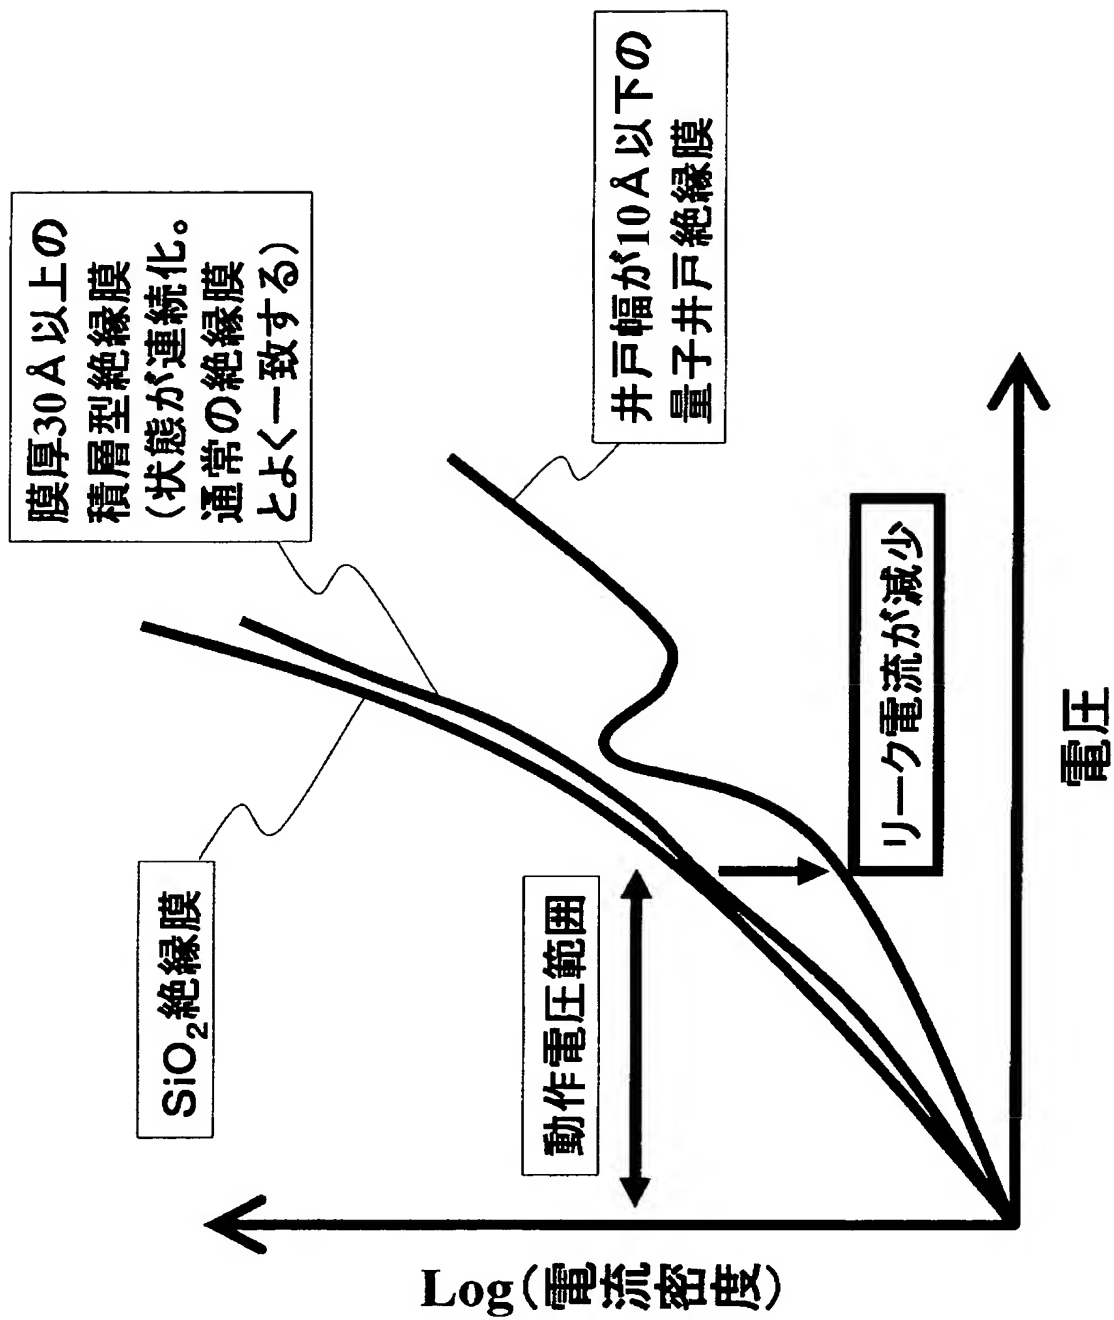 膜厚30Å以上の
積層型絶縁膜
(状態が連続化。
通常の絶縁膜
とよく一致する)
SiO₂絶縁膜
井戸幅が10Å以下の
量子井戸絶縁膜
動作電圧範囲
リーク電流が減少
Log(電流密度)
電圧